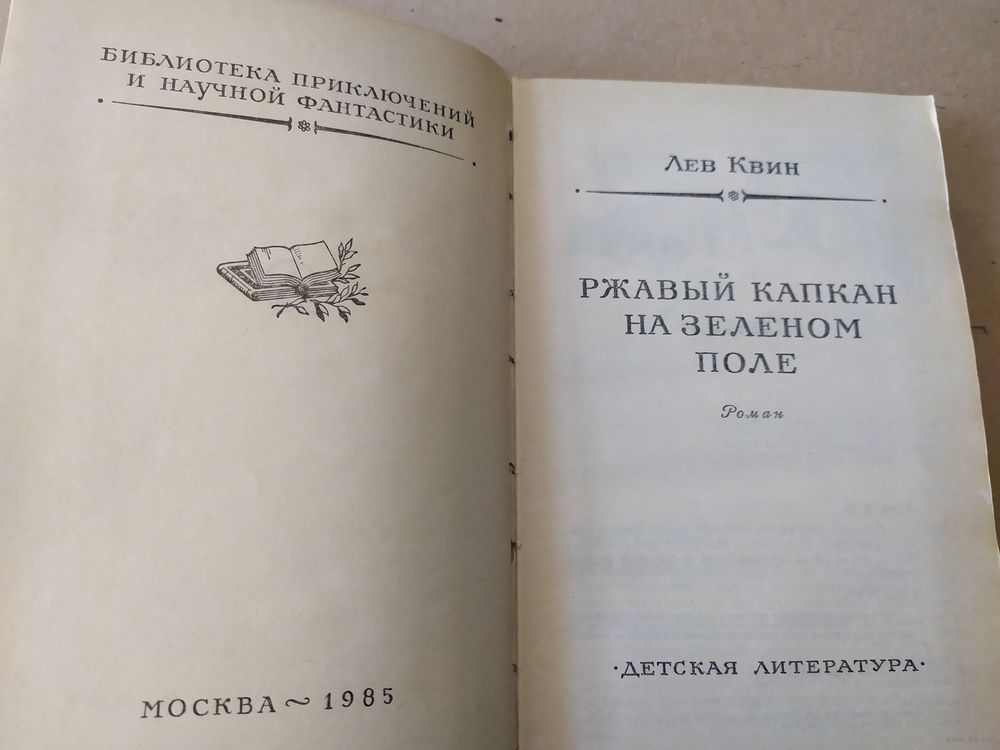 БИБЛИОТЕКА ПРИКЛЮЧЕНИЙ
И НАУЧНОЙ ФАНТАСТИКИ
МОСКВА ~ 1985
ЛЕВ КВИН
РЖАВЫЙ КАПКАН
НА ЗЕЛЕНОМ
ПОЛЕ
Роман
·ДЕТСКАЯ ЛИТЕРАТУРА·